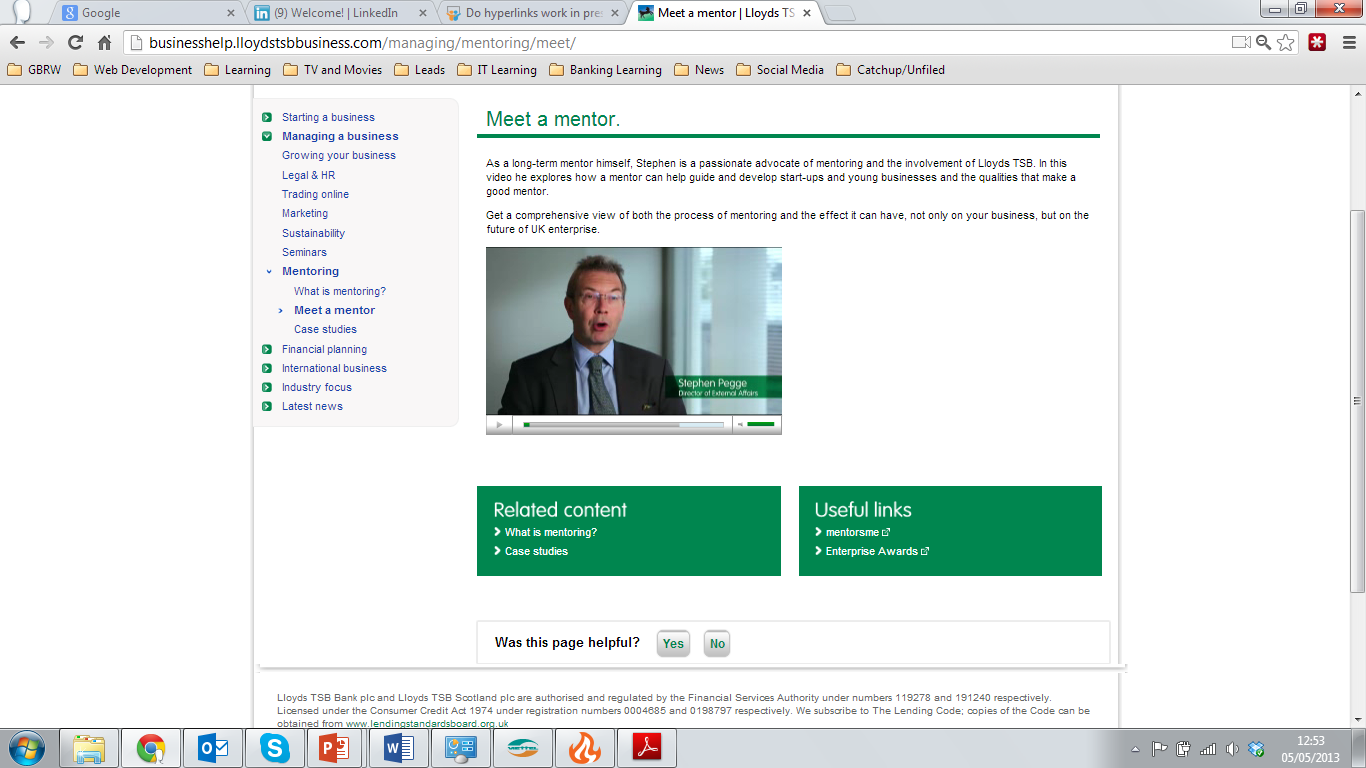 Google
(9) Welcome! | LinkedIn
Do hyperlinks work in pre
Meet a mentor | Lloyds TS
businesshelp.lloydstsbbusiness.com/managing/mentoring/meet/
GBRW
Web Development
Learning
TV and Movies
Leads
IT Learning
Banking Learning
News
Social Media
Catchup/Unfiled
Starting a business
Managing a business
Growing your business
Legal & HR
Trading online
Marketing
Sustainability
Seminars
Mentoring
What is mentoring?
Meet a mentor
Case studies
Financial planning
International business
Industry focus
Latest news
Meet a mentor.
As a long-term mentor himself, Stephen is a passionate advocate of mentoring and the involvement of Lloyds TSB. In this
video he explores how a mentor can help guide and develop start-ups and young businesses and the qualities that make a
good mentor.
Get a comprehensive view of both the process of mentoring and the effect it can have, not only on your business, but on the
future of UK enterprise.
Stephen Pegge
Director of External Affairs
Related content
What is mentoring?
Case studies
Useful links
mentorsme
Enterprise Awards
Was this page helpful?
Yes
No
Lloyds TSB Bank plc and Lloyds TSB Scotland plc are authorised and regulated by the Financial Services Authority under numbers 119278 and 191240 respectively.
Licensed under the Consumer Credit Act 1974 under registration numbers 0004685 and 0198797 respectively. We subscribe to The Lending Code; copies of the Code can be
obtained from www.lendingstandardsboard.org.uk
viettel
12:53
05/05/2013